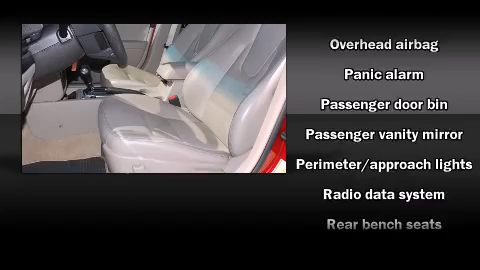 Overhead airbag
Panic alarm
Passenger door bin
Passenger vanity mirror
Perimeter/approach lights
Radio data system
Rear bench seats